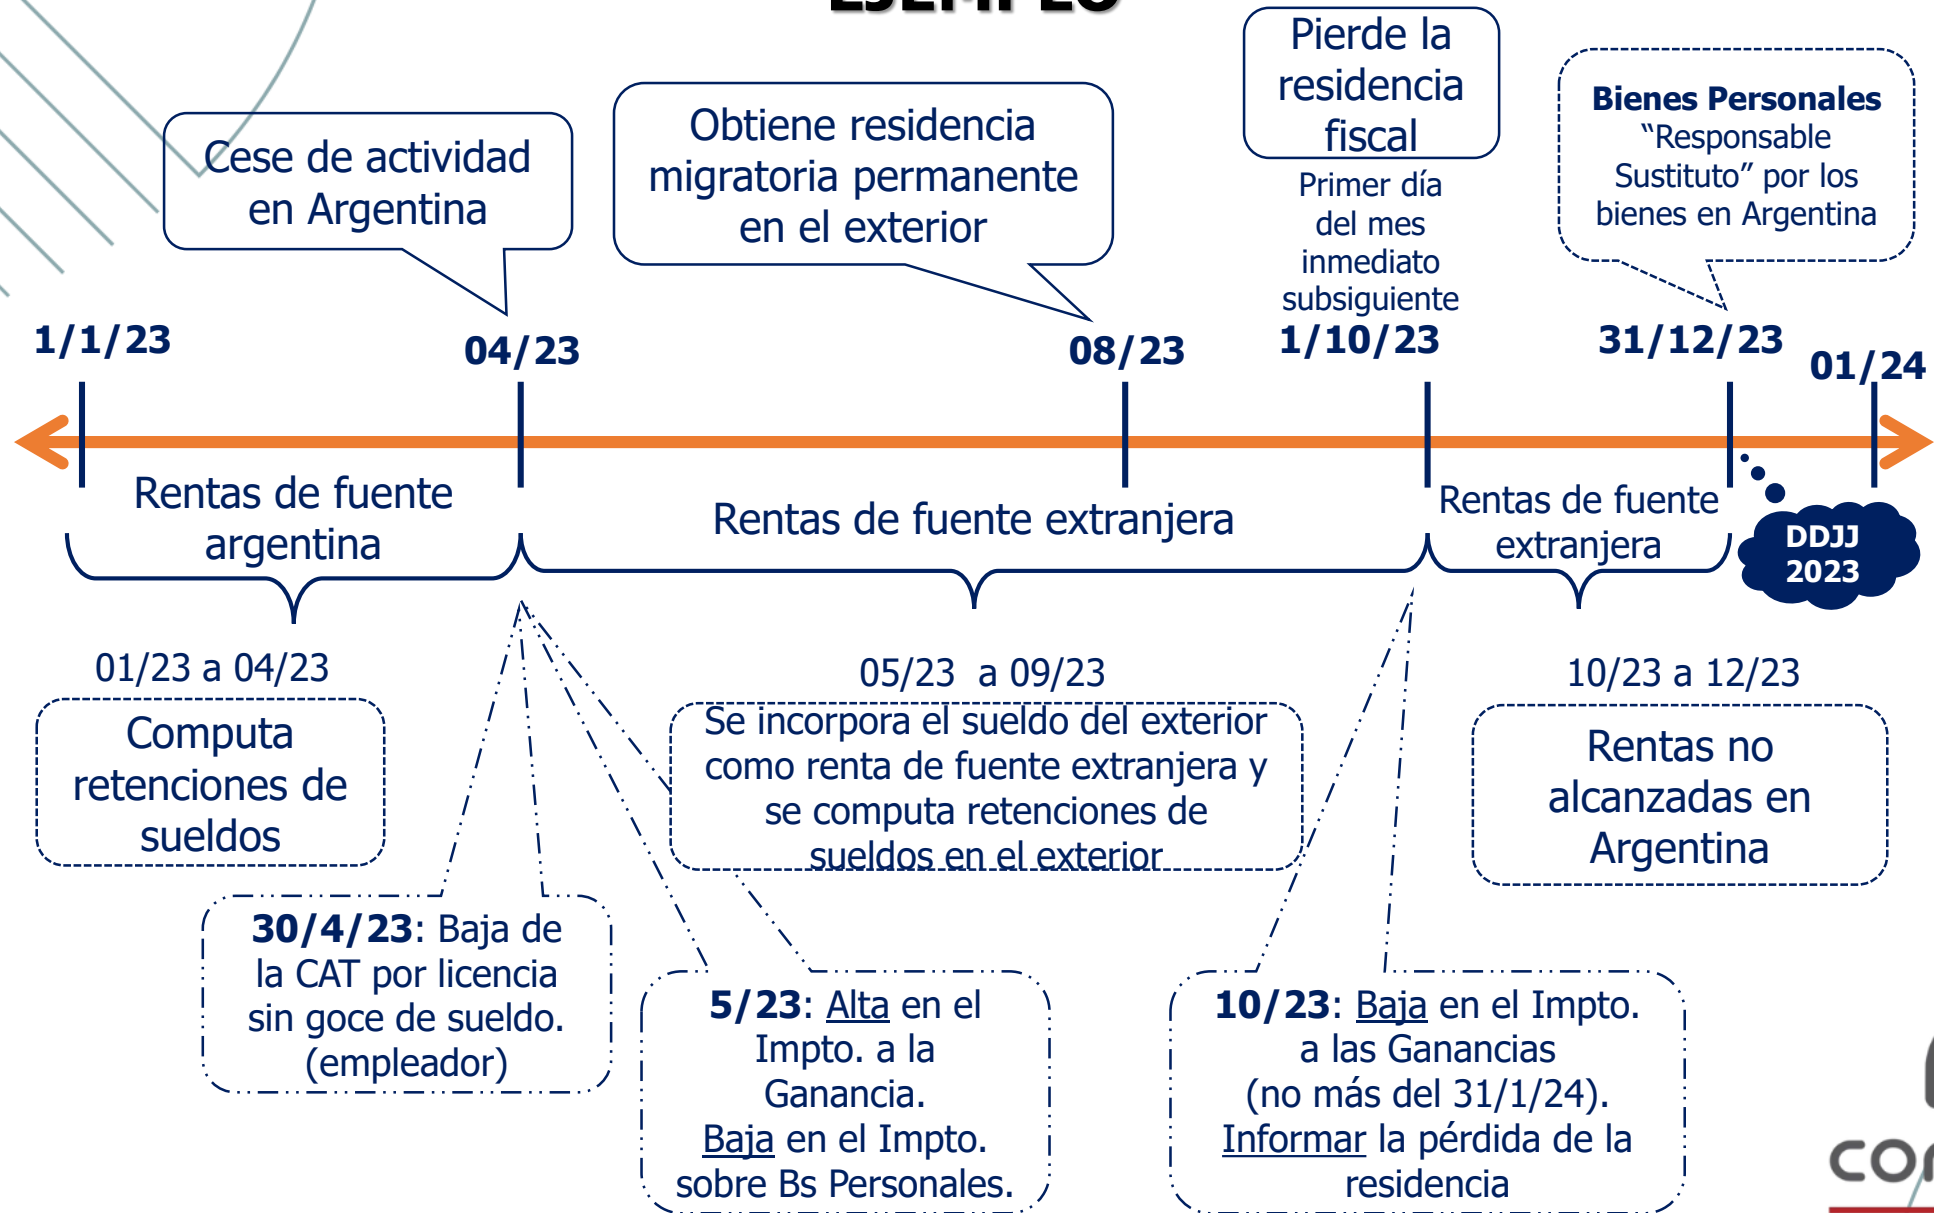 EJEMPLO
Cese de actividad
en Argentina
Obtiene residencia
migratoria permanente
en el exterior
Pierde la
residencia
fiscal
Primer día
del mes
inmediato
subsiguiente
Bienes Personales
“Responsable
Sustituto” por los
bienes en Argentina
1/1/23
04/23
08/23
1/10/23
31/12/23
01/24
Rentas de fuente
argentina
Rentas de fuente extranjera
Rentas de fuente
extranjera
DDJJ
2023
01/23 a 04/23
Computa
retenciones de
sueldos
05/23 a 09/23
Se incorpora el sueldo del exterior
como renta de fuente extranjera y
se computa retenciones de
sueldos en el exterior
10/23 a 12/23
Rentas no
alcanzadas en
Argentina
30/4/23: Baja de
la CAT por licencia
sin goce de sueldo.
(empleador)
5/23: Alta en el
Impto. a la
Ganancia.
Baja en el Impto.
sobre Bs Personales.
10/23: Baja en el Impto.
a las Ganancias
(no más del 31/1/24).
Informar la pérdida de la
residencia